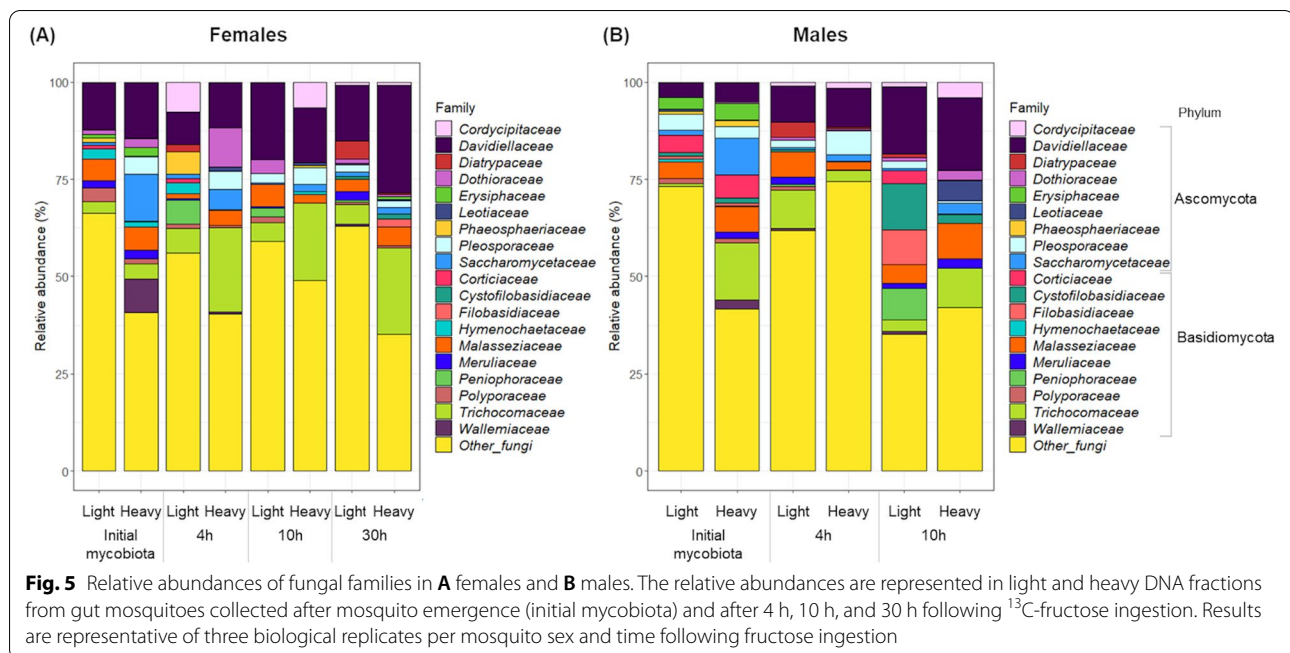 (A) Females
(B) Males
Relative abundance (%)
100
75
50
25
0
Light Heavy Light Heavy Light Heavy Light Heavy
Initial mycobiota 4h 10h 30h
Family
Cordycipitaceae
Davidiellaceae
Diatrypaceae
Dothioraceae
Erysiphaceae
Leotiaceae
Phaeosphaeriaceae
Pleosporaceae
Saccharomycetaceae
Corticiaceae
Cystofilobasidiaceae
Filobasidiaceae
Hymenochaetaceae
Malasseziaceae
Meruliaceae
Peniophoraceae
Polyporaceae
Trichocomaceae
Wallemiaceae
Other_fungi
Relative abundance (%)
100
75
50
25
0
Light Heavy Light Heavy Light Heavy
Initial mycobiota 4h 10h
Family
Cordycipitaceae
Davidiellaceae
Diatrypaceae
Dothioraceae
Erysiphaceae
Leotiaceae
Phaeosphaeriaceae
Pleosporaceae
Saccharomycetaceae
Corticiaceae
Cystofilobasidiaceae
Filobasidiaceae
Hymenochaetaceae
Malasseziaceae
Meruliaceae
Peniophoraceae
Polyporaceae
Trichocomaceae
Wallemiaceae
Other_fungi
Phylum
Ascomycota
Basidiomycota
Fig. 5 Relative abundances of fungal families in A females and B males. The relative abundances are represented in light and heavy DNA fractions
from gut mosquitoes collected after mosquito emergence (initial mycobiota) and after 4 h, 10 h, and 30 h following ¹³C-fructose ingestion. Results
are representative of three biological replicates per mosquito sex and time following fructose ingestion